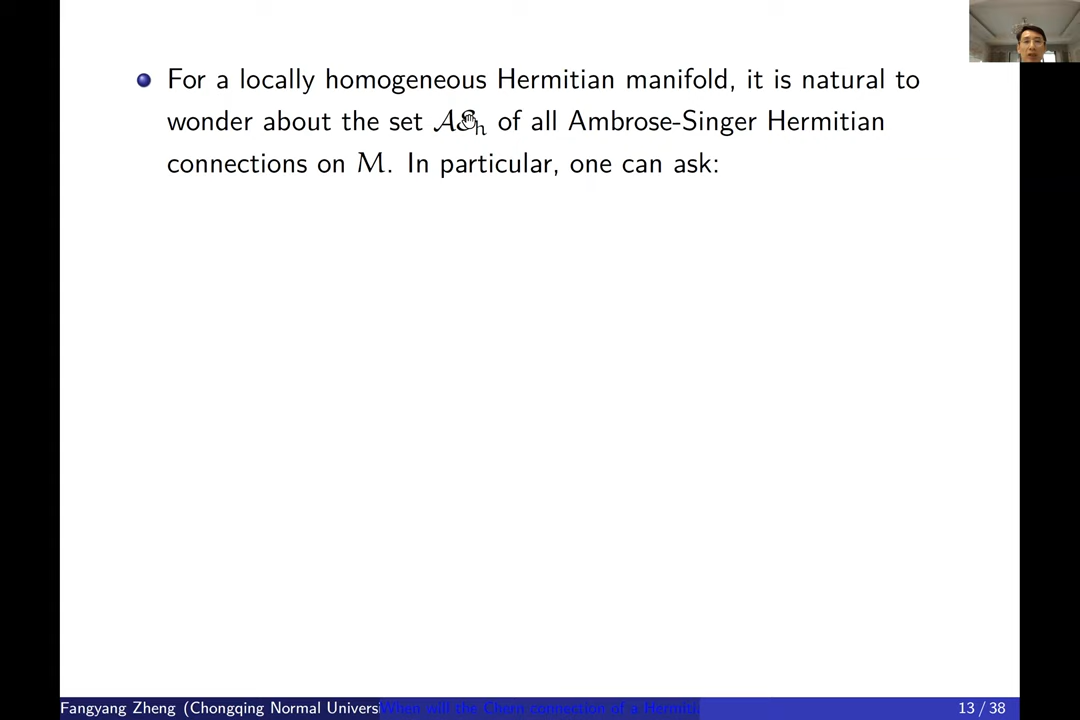 For a locally homogeneous Hermitian manifold, it is natural to
wonder about the set of all Ambrose-Singer Hermitian
connections on M. In particular, one can ask:
Fangyang Zheng (Chongqing Normal Universi When will the Chern connection of a Hermiti
13 / 38